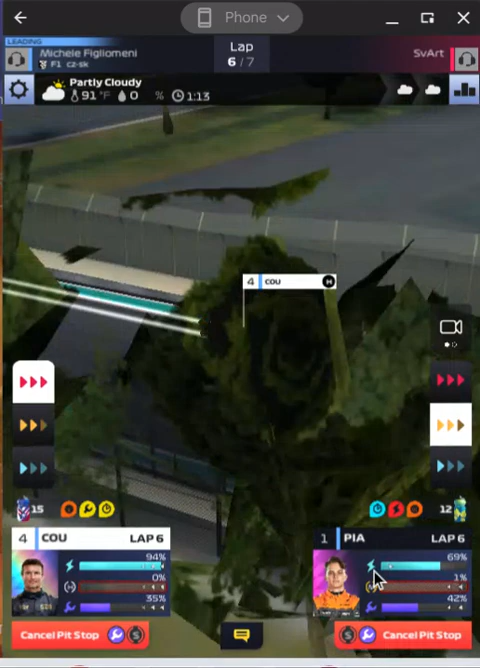 Phone
LEADING
Michele Figliomeni
F1 cz-sk
Lap
6 / 7
SvArt
Partly Cloudy
91 °F 0 % 1:13
4 COU H
15
12
4 COU LAP 6
94%
0%
35%
1 PIA LAP 6
69%
1%
42%
Cancel Pit Stop S
S Cancel Pit Stop